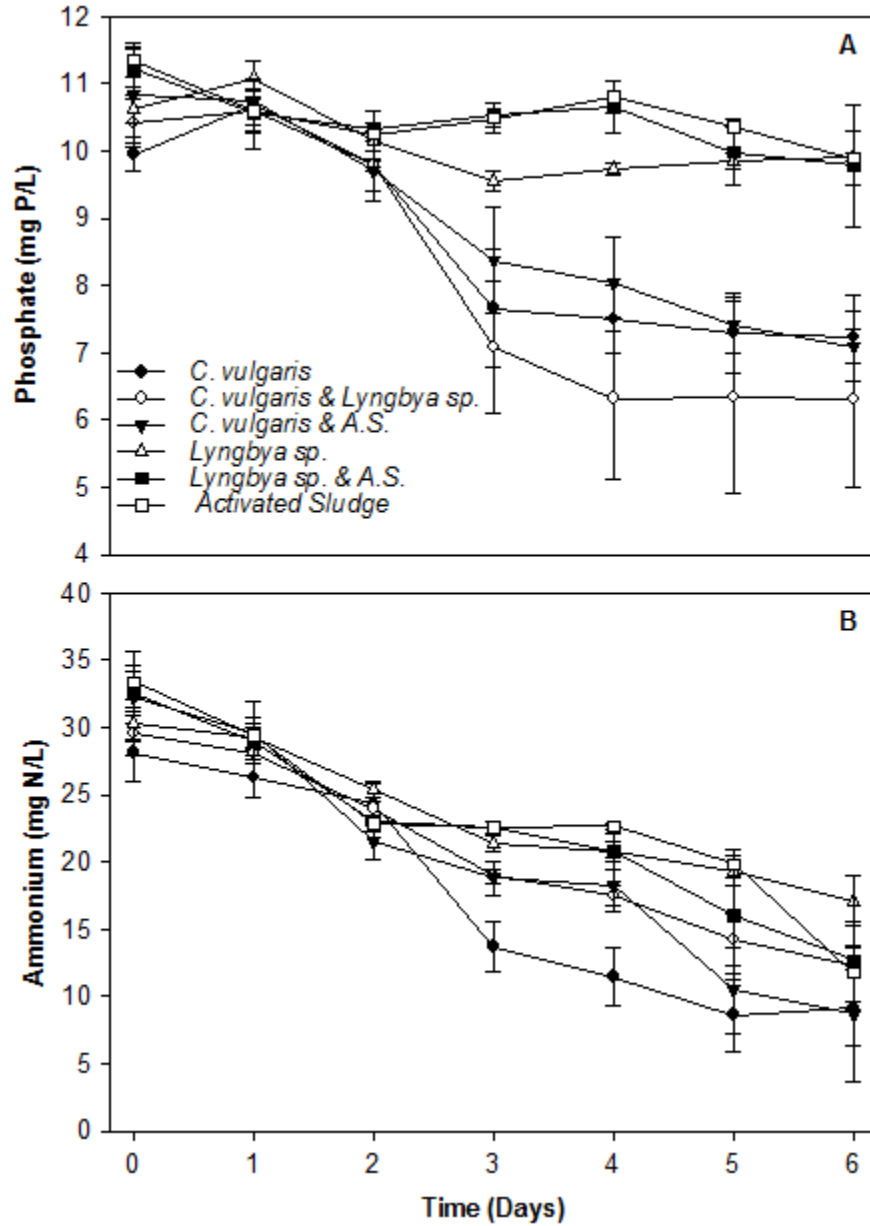 12
A
11
10
9
8
7
6
5
4
Phosphate (mg P/L)
C. vulgaris
C. vulgaris & Lyngbya sp.
C. vulgaris & A.S.
Lyngbya sp.
Lyngbya sp. & A.S.
Activated Sludge
40
B
35
30
25
20
15
10
5
0
Ammonium (mg N/L)
0 1 2 3 4 5 6
Time (Days)